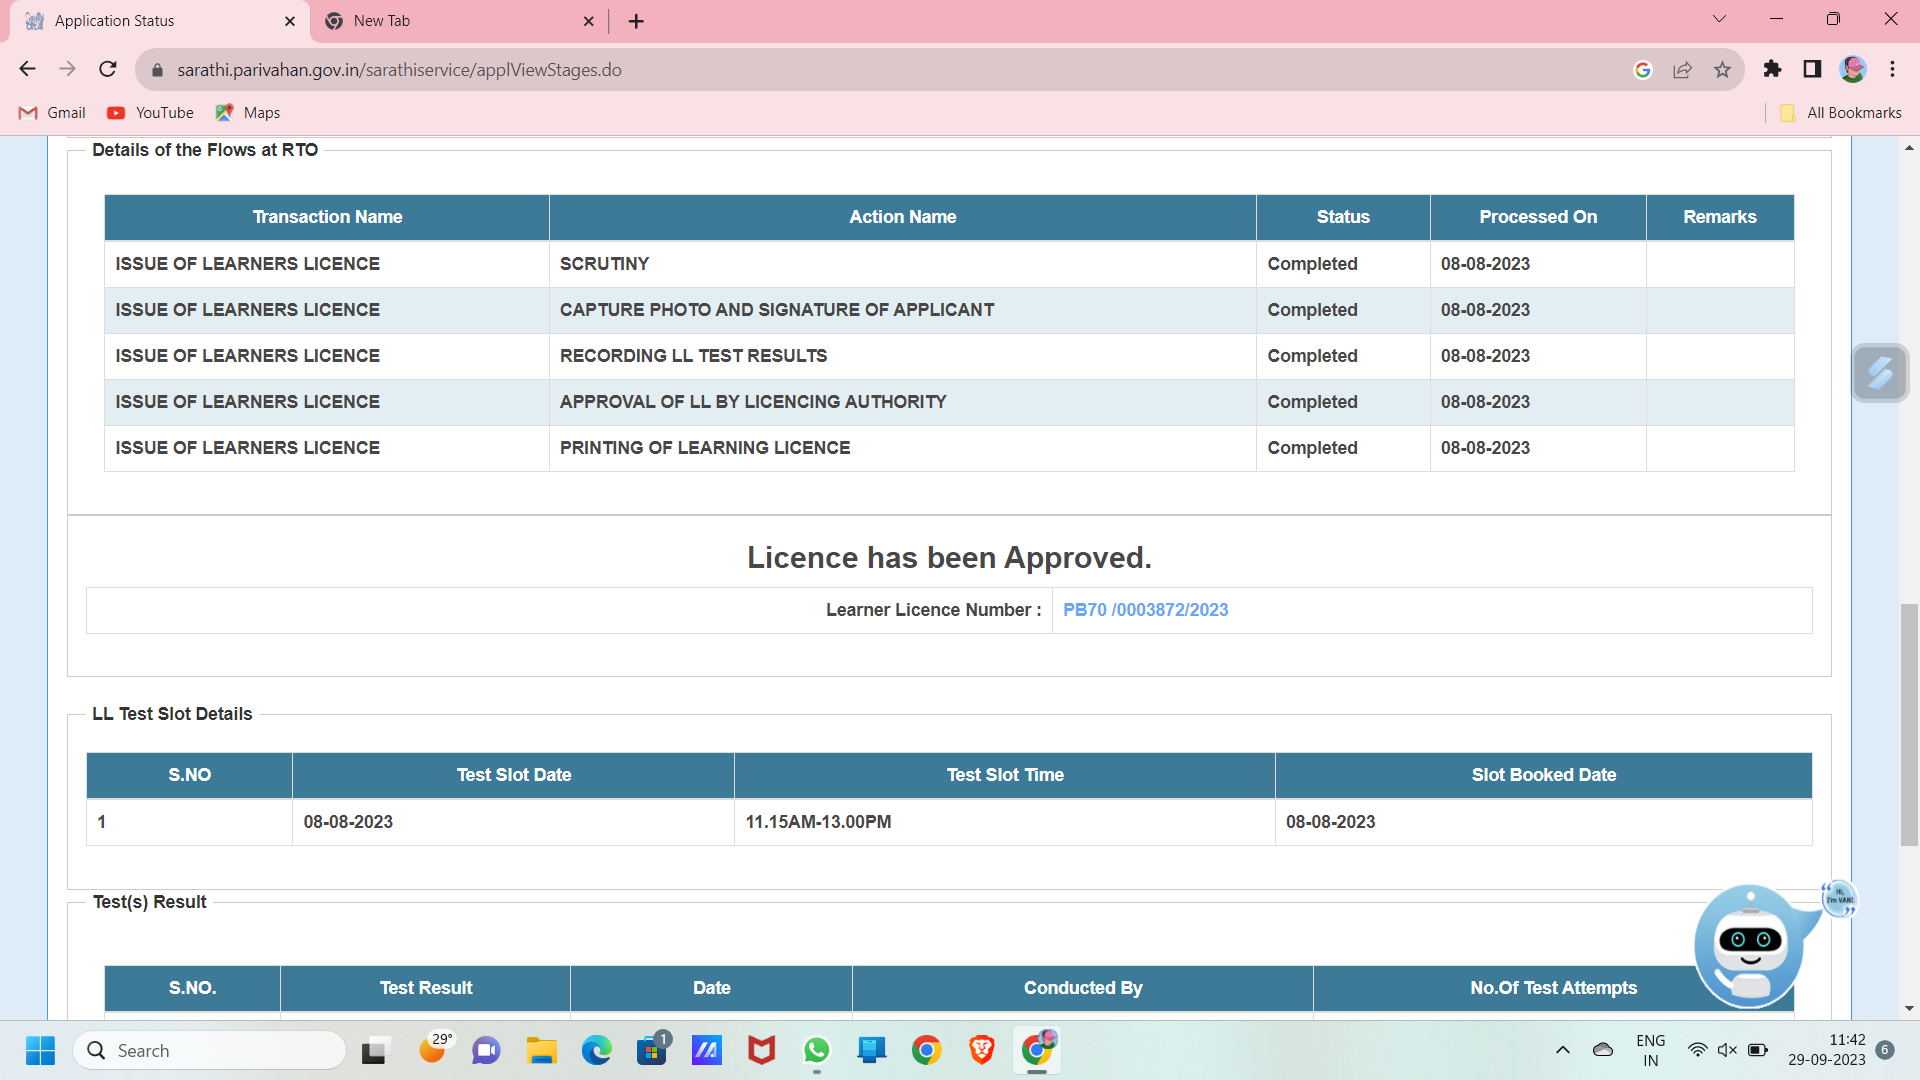 Application Status
New Tab
sarathi.parivahan.gov.in/sarathiservice/applViewStages.do
Gmail
YouTube
Maps
All Bookmarks
Details of the Flows at RTO
Transaction Name Action Name Status Processed On Remarks
ISSUE OF LEARNERS LICENCE SCRUTINY Completed 08-08-2023
ISSUE OF LEARNERS LICENCE CAPTURE PHOTO AND SIGNATURE OF APPLICANT Completed 08-08-2023
ISSUE OF LEARNERS LICENCE RECORDING LL TEST RESULTS Completed 08-08-2023
ISSUE OF LEARNERS LICENCE APPROVAL OF LL BY LICENCING AUTHORITY Completed 08-08-2023
ISSUE OF LEARNERS LICENCE PRINTING OF LEARNING LICENCE Completed 08-08-2023
Licence has been Approved.
Learner Licence Number : PB70 /0003872/2023
LL Test Slot Details
S.NO Test Slot Date Test Slot Time Slot Booked Date
1 08-08-2023 11.15AM-13.00PM 08-08-2023
Test(s) Result
Hi,
I'm VANI
S.NO. Test Result Date Conducted By No.Of Test Attempts
Search
29°
1
ENG
IN
11:42
29-09-2023
6